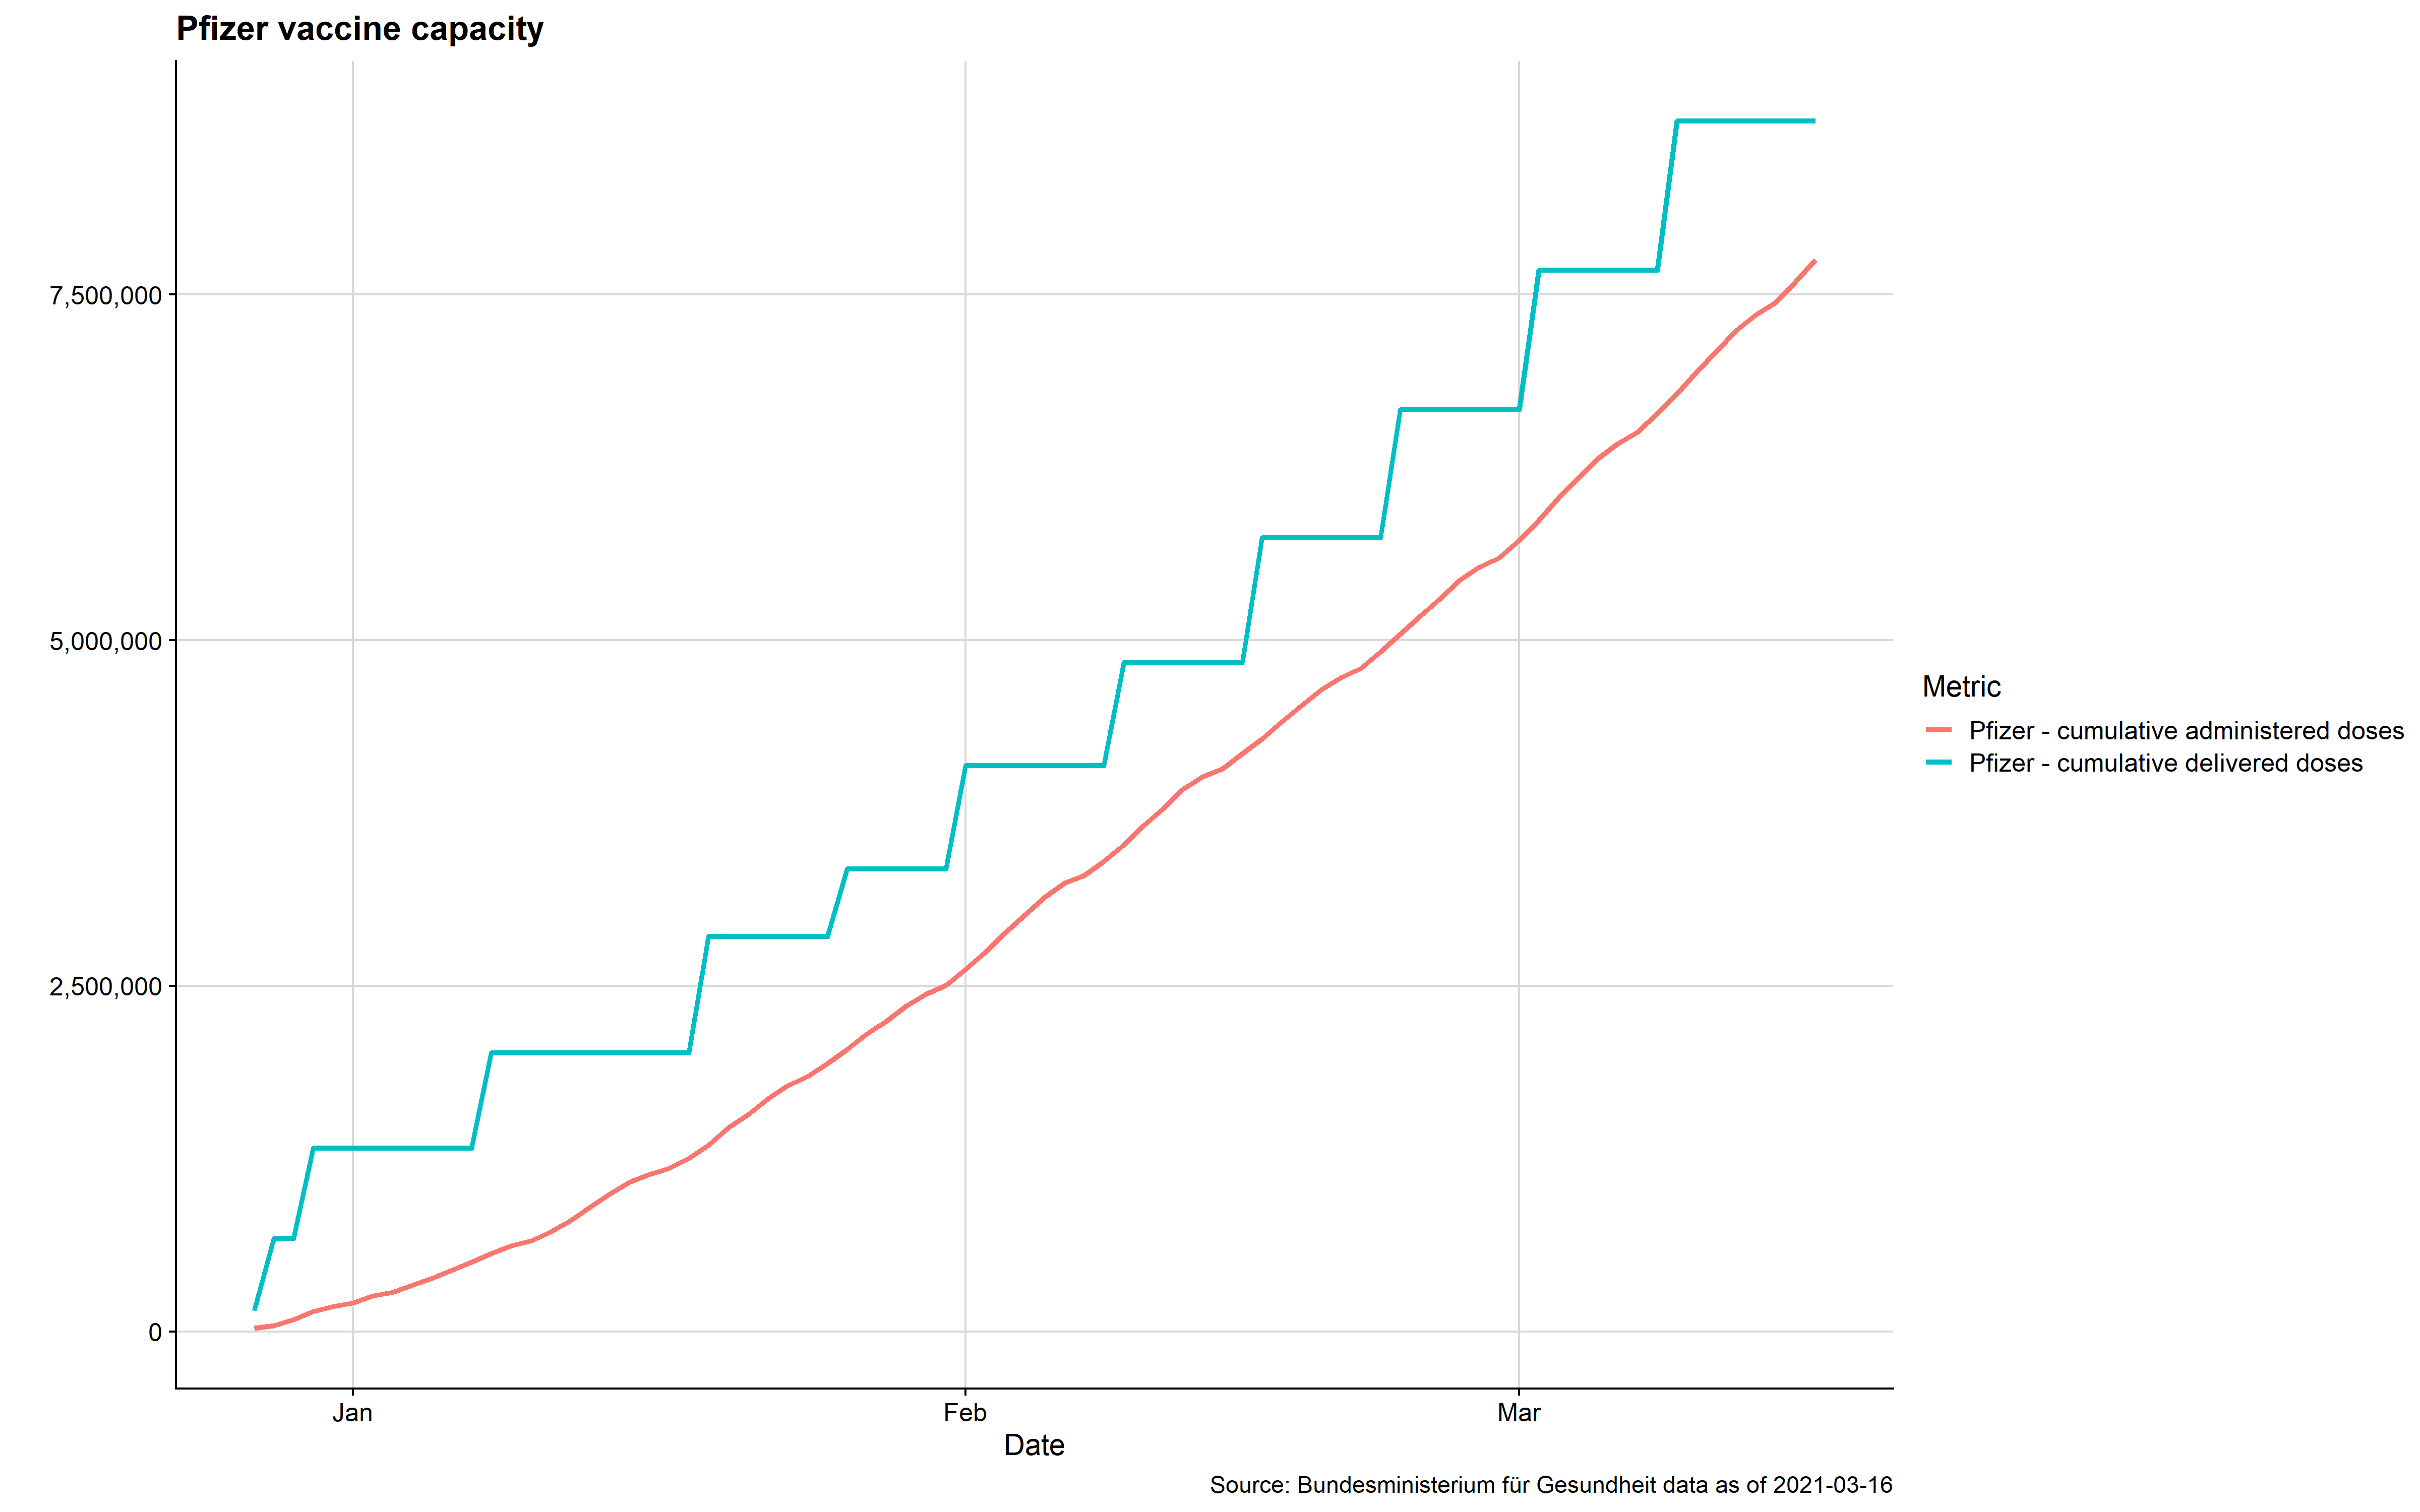 Pfizer vaccine capacity
7,500,000
5,000,000
2,500,000
0
Jan
Feb
Mar
Date
Metric
Pfizer - cumulative administered doses
Pfizer - cumulative delivered doses
Source: Bundesministerium für Gesundheit data as of 2021-03-16